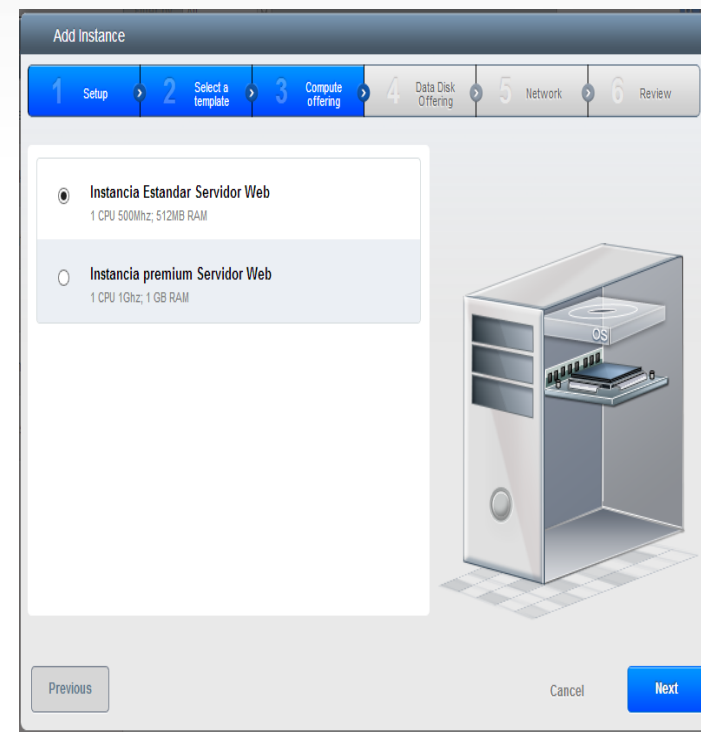 Add Instance
1 Setup
2 Select a template
3 Compute offering
4 Data Disk Offering
5 Network
6 Review
Instancia Estandar Servidor Web
1 CPU 500Mhz; 512MB RAM
Instancia premium Servidor Web
1 CPU 1Ghz; 1 GB RAM
OS
Previous
Cancel
Next